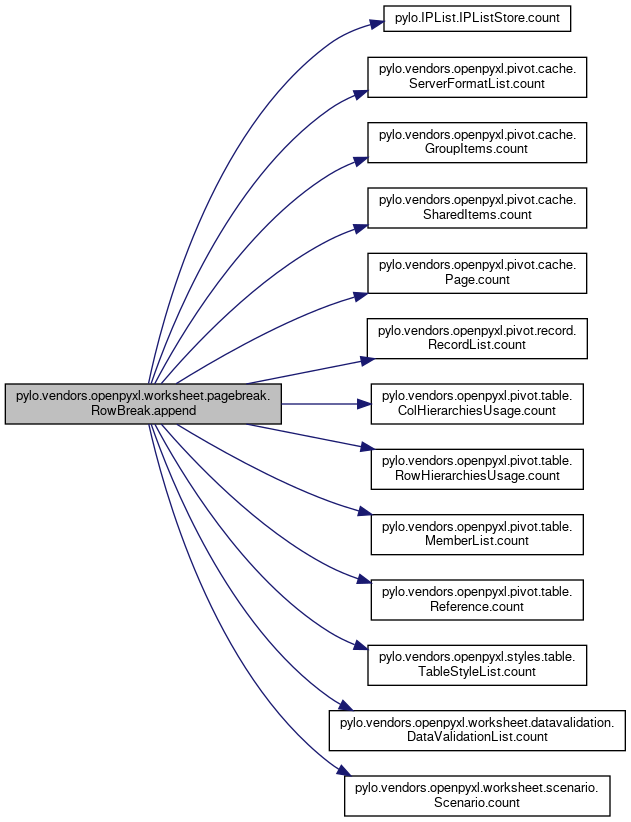 pylo.IPList.IPListStore.count
pylo.vendors.openpyxl.pivot.cache.
ServerFormatList.count
pylo.vendors.openpyxl.pivot.cache.
GroupItems.count
pylo.vendors.openpyxl.pivot.cache.
SharedItems.count
pylo.vendors.openpyxl.pivot.cache.
Page.count
pylo.vendors.openpyxl.pivot.record.
RecordList.count
pylo.vendors.openpyxl.worksheet.pagebreak.
RowBreak.append
pylo.vendors.openpyxl.pivot.table.
ColHierarchiesUsage.count
pylo.vendors.openpyxl.pivot.table.
RowHierarchiesUsage.count
pylo.vendors.openpyxl.pivot.table.
MemberList.count
pylo.vendors.openpyxl.pivot.table.
Reference.count
pylo.vendors.openpyxl.styles.table.
TableStyleList.count
pylo.vendors.openpyxl.worksheet.datavalidation.
DataValidationList.count
pylo.vendors.openpyxl.worksheet.scenario.
Scenario.count